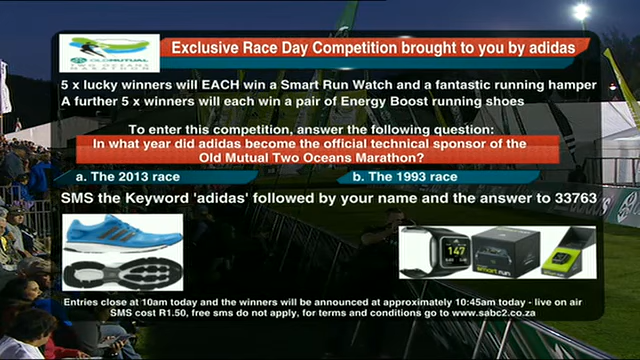 OLDMUTUAL
TWO OCEANS
MARATHON
Exclusive Race Day Competition brought to you by adidas
5 x lucky winners will EACH win a Smart Run Watch and a fantastic running hamper
A further 5 x winners will each win a pair of Energy Boost running shoes
To enter this competition, answer the following question:
In what year did adidas become the official technical sponsor of the
Old Mutual Two Oceans Marathon?
a. The 2013 race
b. The 1993 race
SMS the Keyword 'adidas' followed by your name and the answer to 33763
147
smart run
Entries close at 10am today and the winners will be announced at approximately 10:45am today - live on air
SMS cost R1.50, free sms do not apply, for terms and conditions go to www.sabc2.co.za